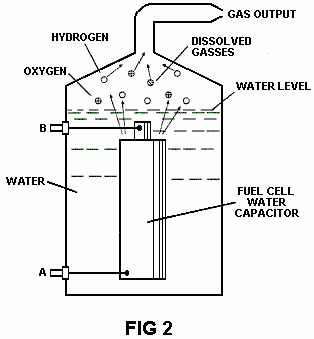 GAS OUTPUT
HYDROGEN
DISSOLVED
GASSES
OXYGEN
WATER LEVEL
B
WATER
FUEL CELL
WATER
CAPACITOR
A
FIG 2